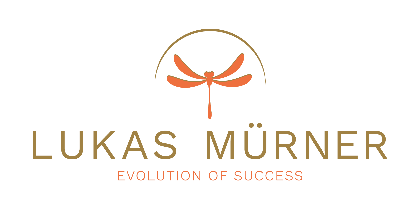 LUKAS MÜRNER
EVOLUTION OF SUCCESS